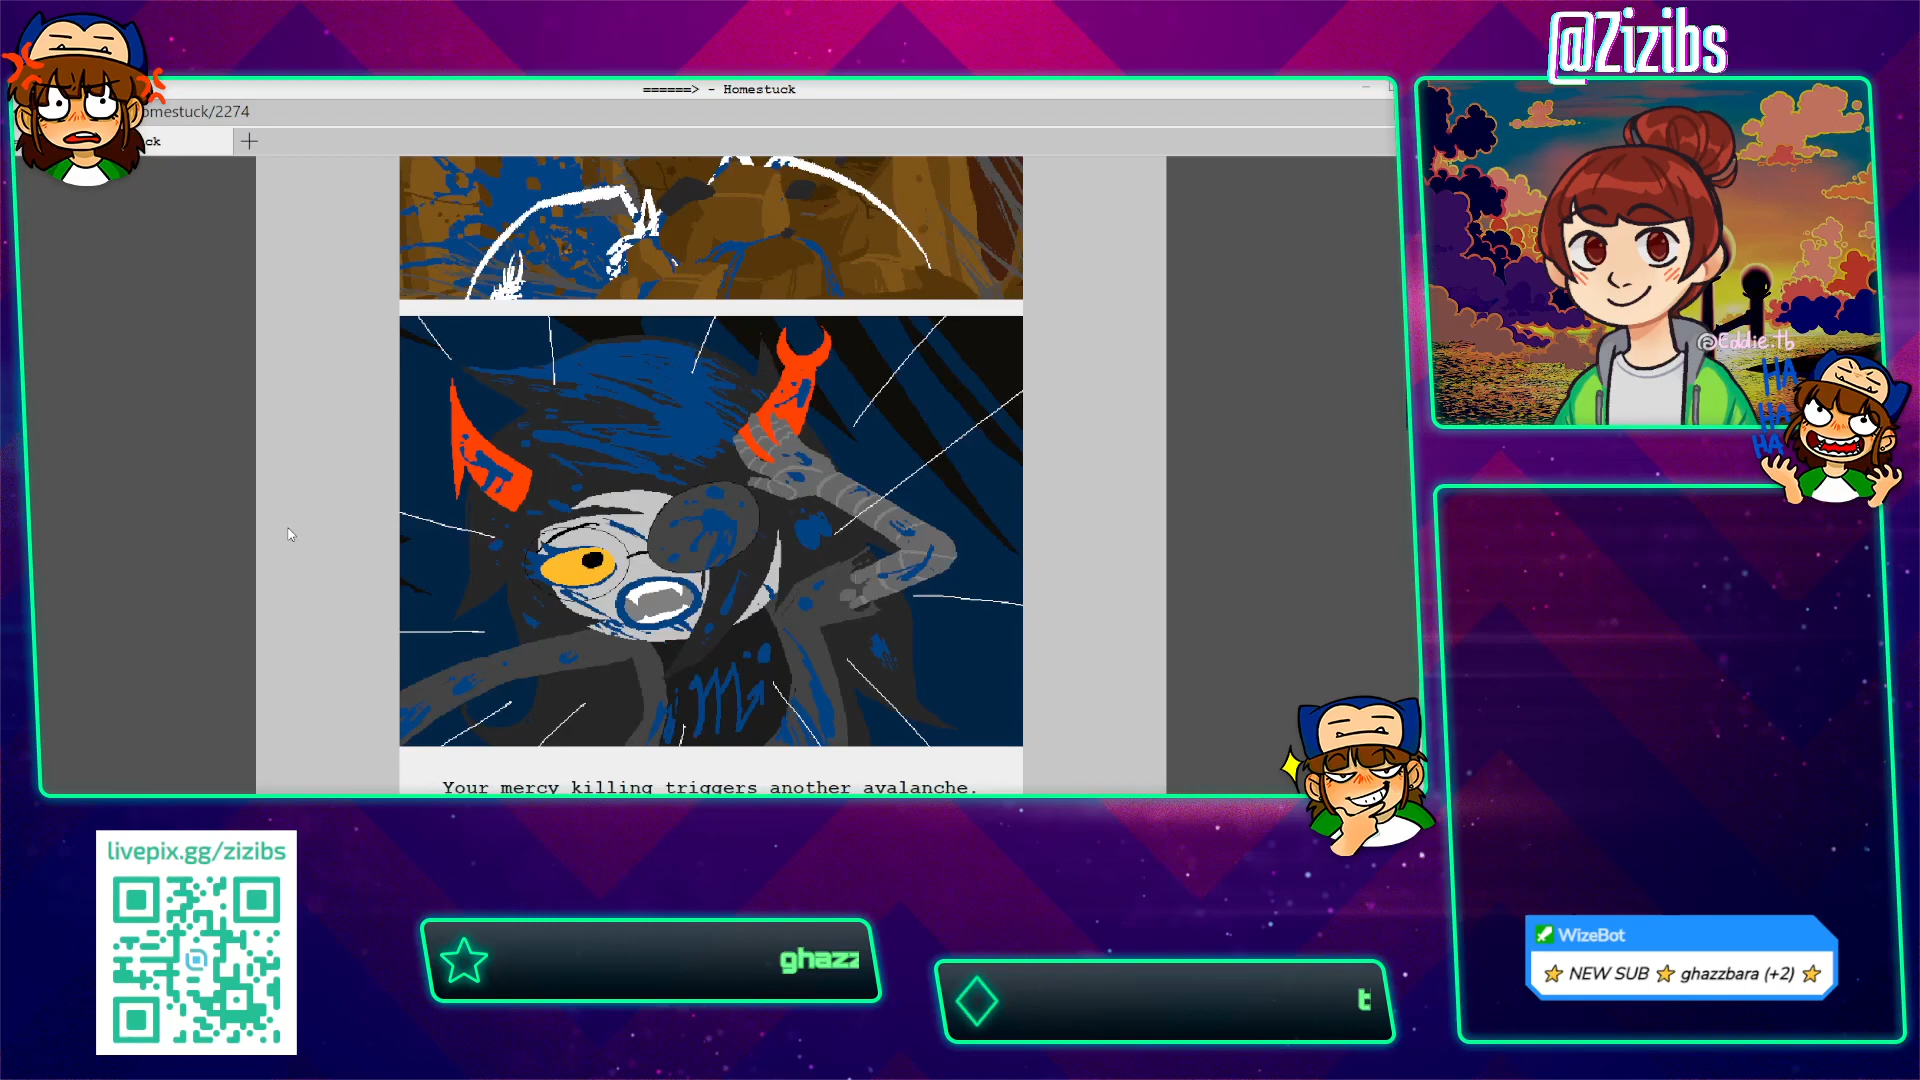 @Zizibs
======> - Homestuck
omestuck/2274
ck
@Eddie.tb
HA
HA
HA
Your mercy killing triggers another avalanche.
livepix.gg/zizibs
ghazz
t
WizeBot
NEW SUB ghazzbara (+2)